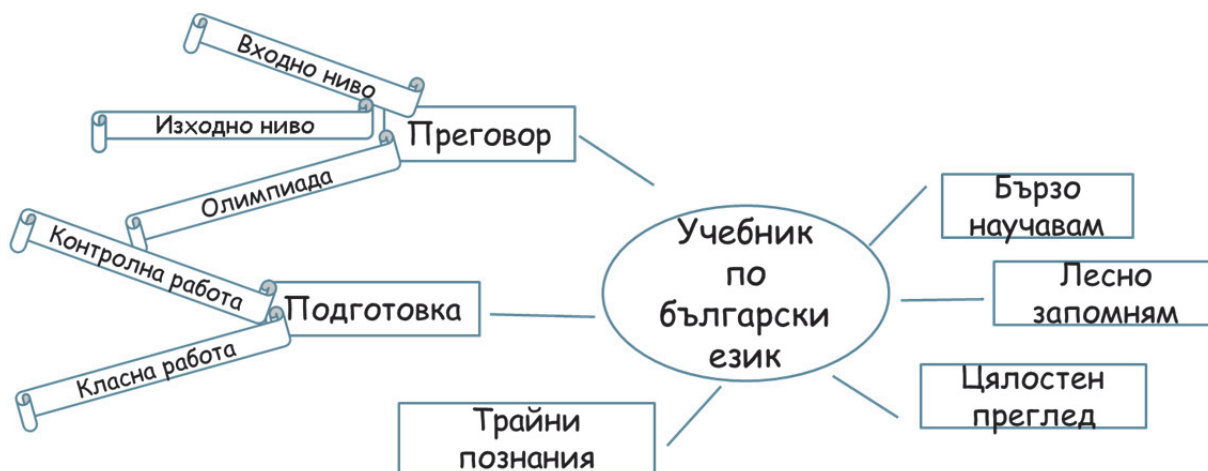 Входно ниво
Изходно ниво
Преговор
Олимпиада
Контролна работа
Подготовка
Класна работа
Учебник
по
български
език
Бързо
научавам
Лесно
запомням
Цялостен
преглед
Трайни
познания